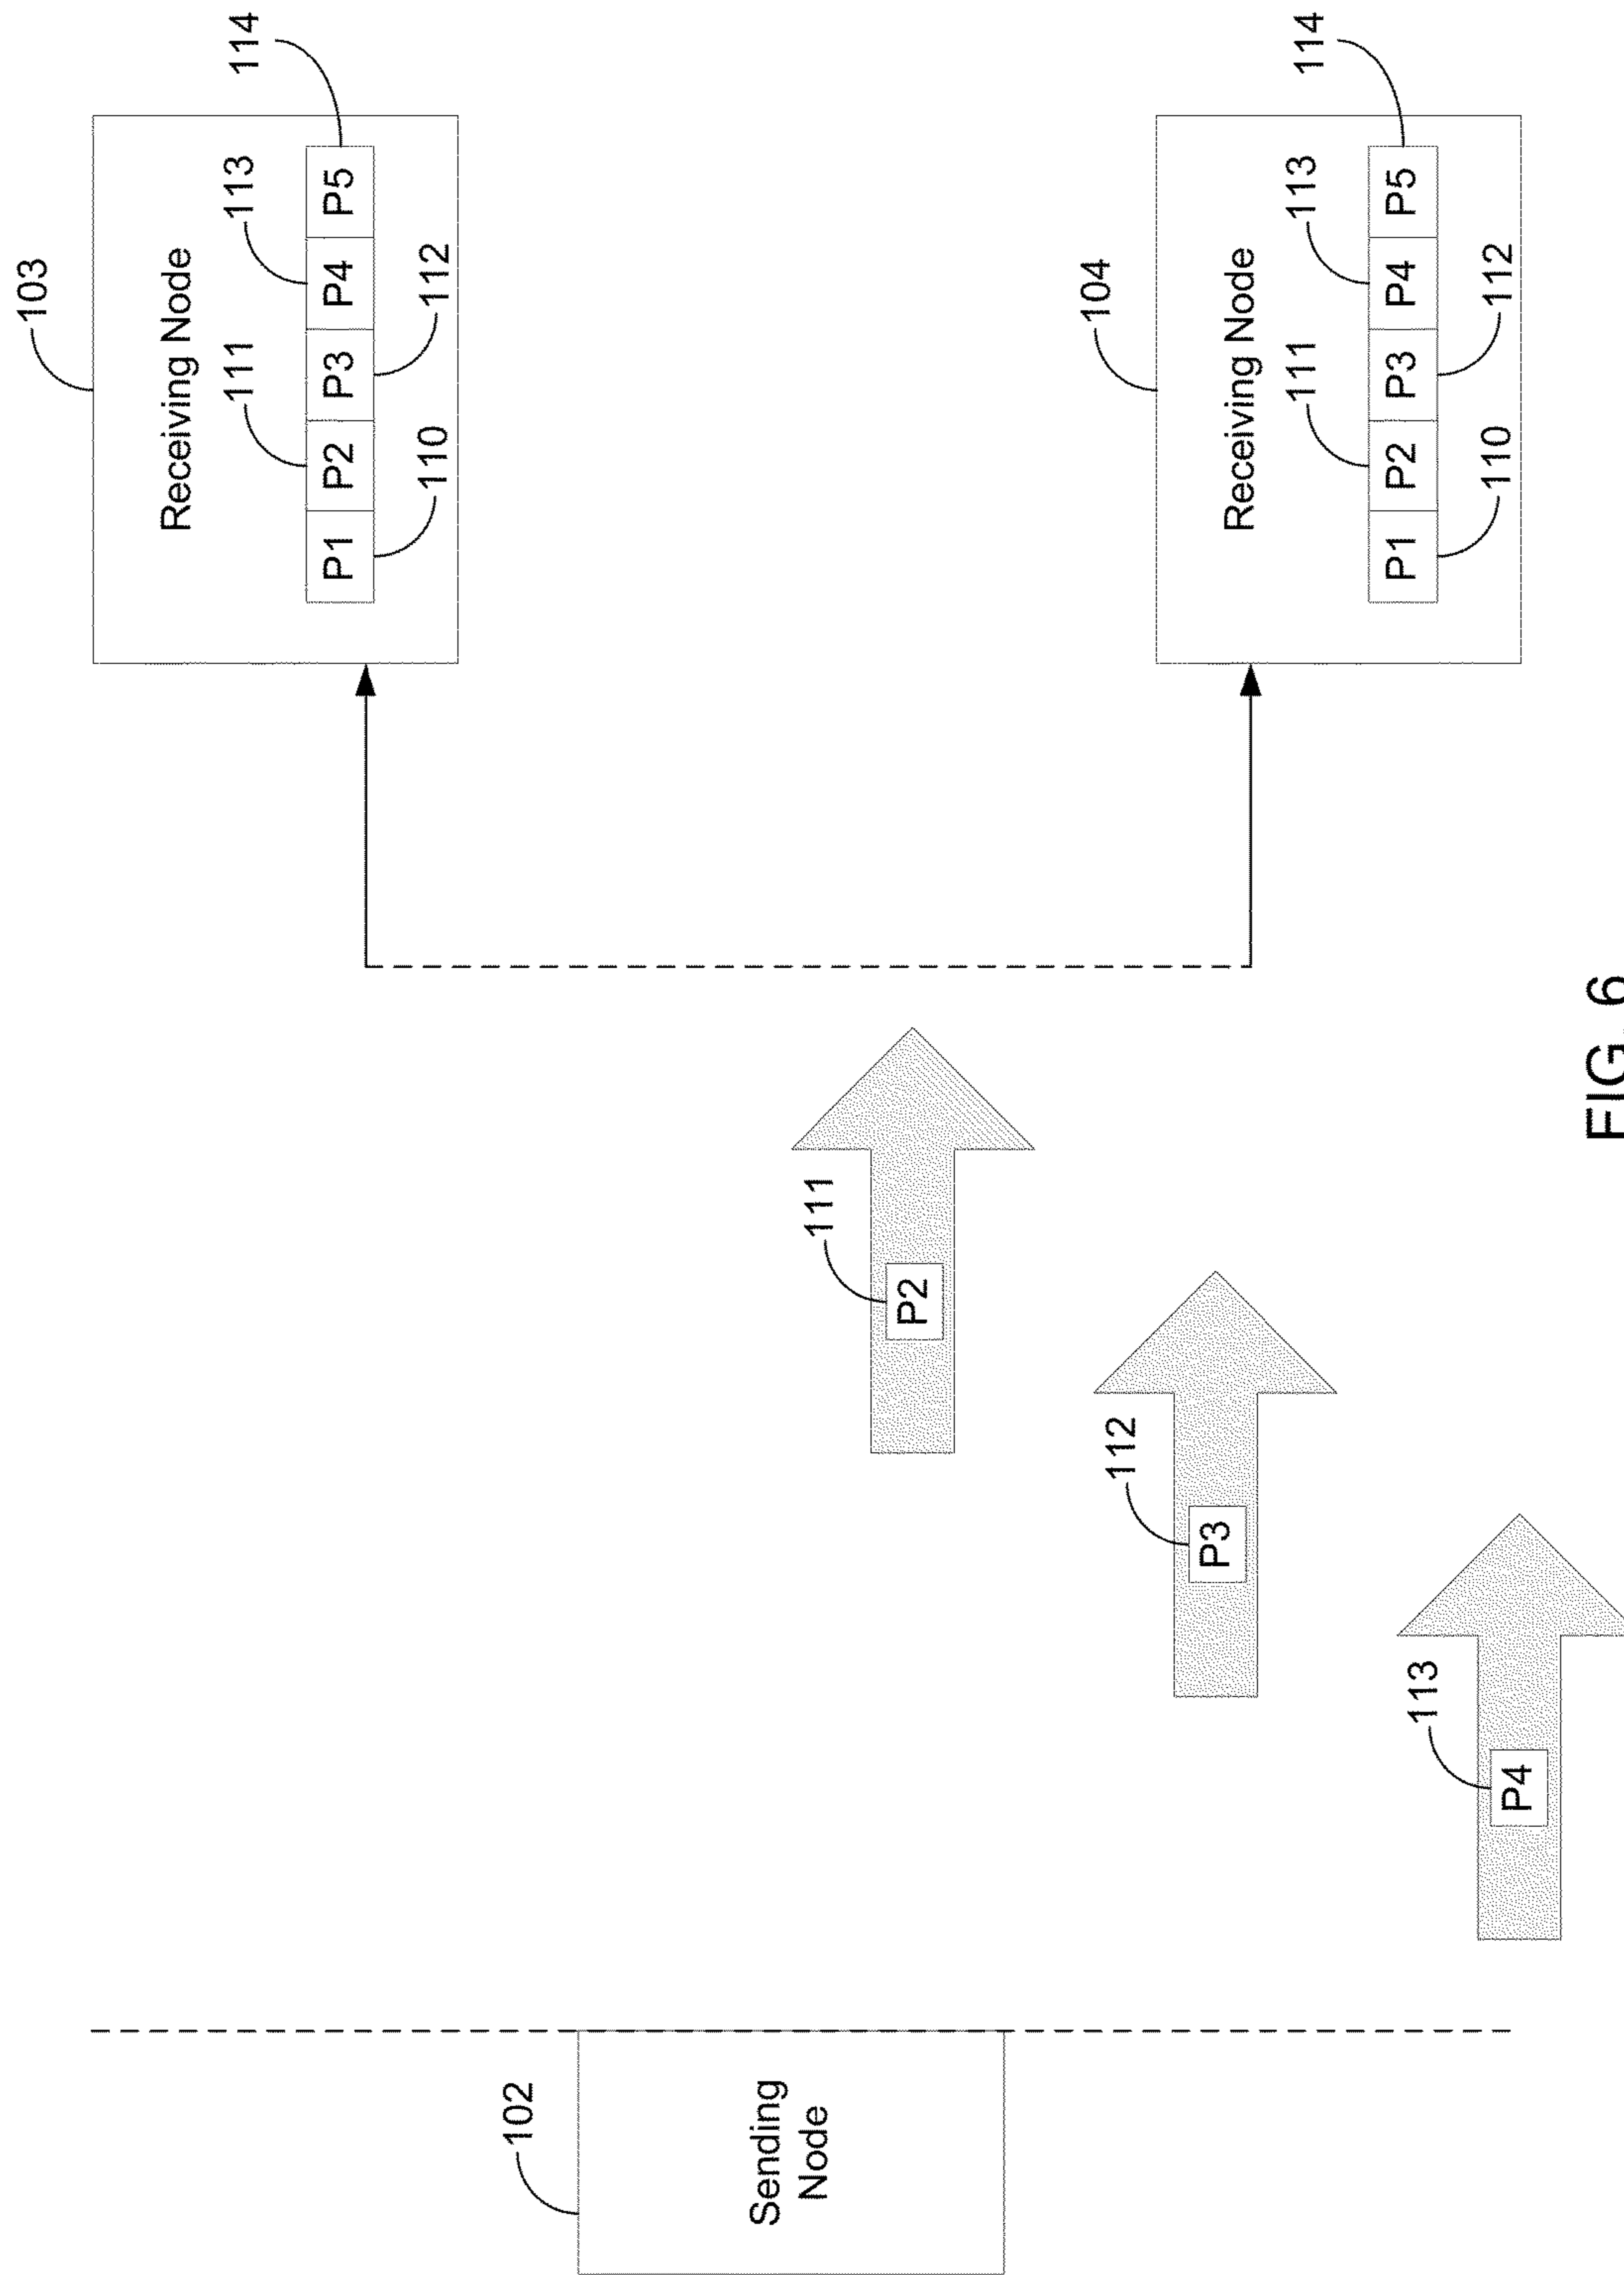 103
Receiving Node
111
113
114
P1 P2 P3 P4 P5
110
112
111
P2
102
Sending
Node
112
P3
104
Receiving Node
111
113
114
P1 P2 P3 P4 P5
110
112
113
P4
FIG. 6